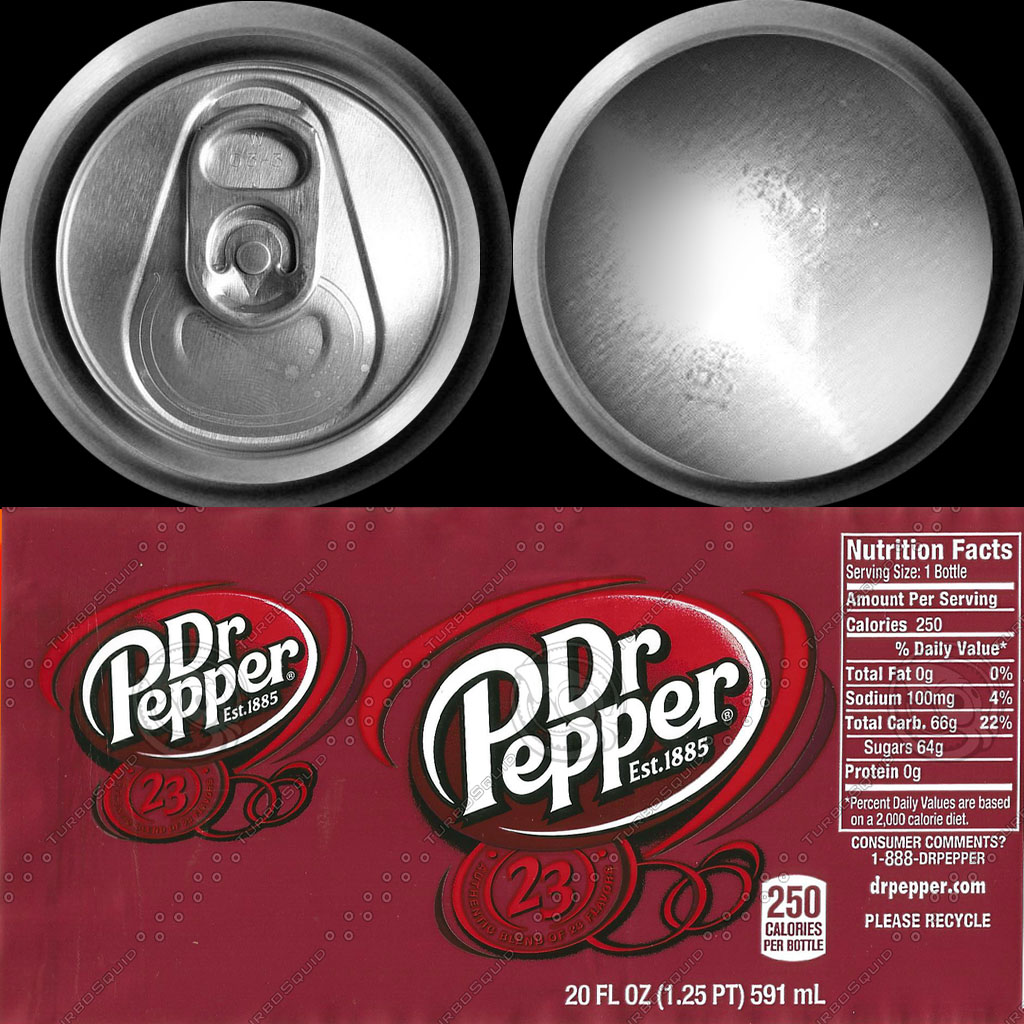 Dr
Pepper®
Est.1885
23
Dr
Pepper®
Est.1885
23
AUTHENTIC BLEND OF 23 FLAVORS
250
CALORIES
PER BOTTLE
20 FL OZ (1.25 PT) 591 mL
Nutrition Facts
Serving Size: 1 Bottle
Amount Per Serving
Calories 250
% Daily Value*
Total Fat 0g 0%
Sodium 100mg 4%
Total Carb. 66g 22%
Sugars 64g
Protein 0g
*Percent Daily Values are based
on a 2,000 calorie diet.
CONSUMER COMMENTS?
1-888-DRPEPPER
drpepper.com
PLEASE RECYCLE
TURBOSQUID